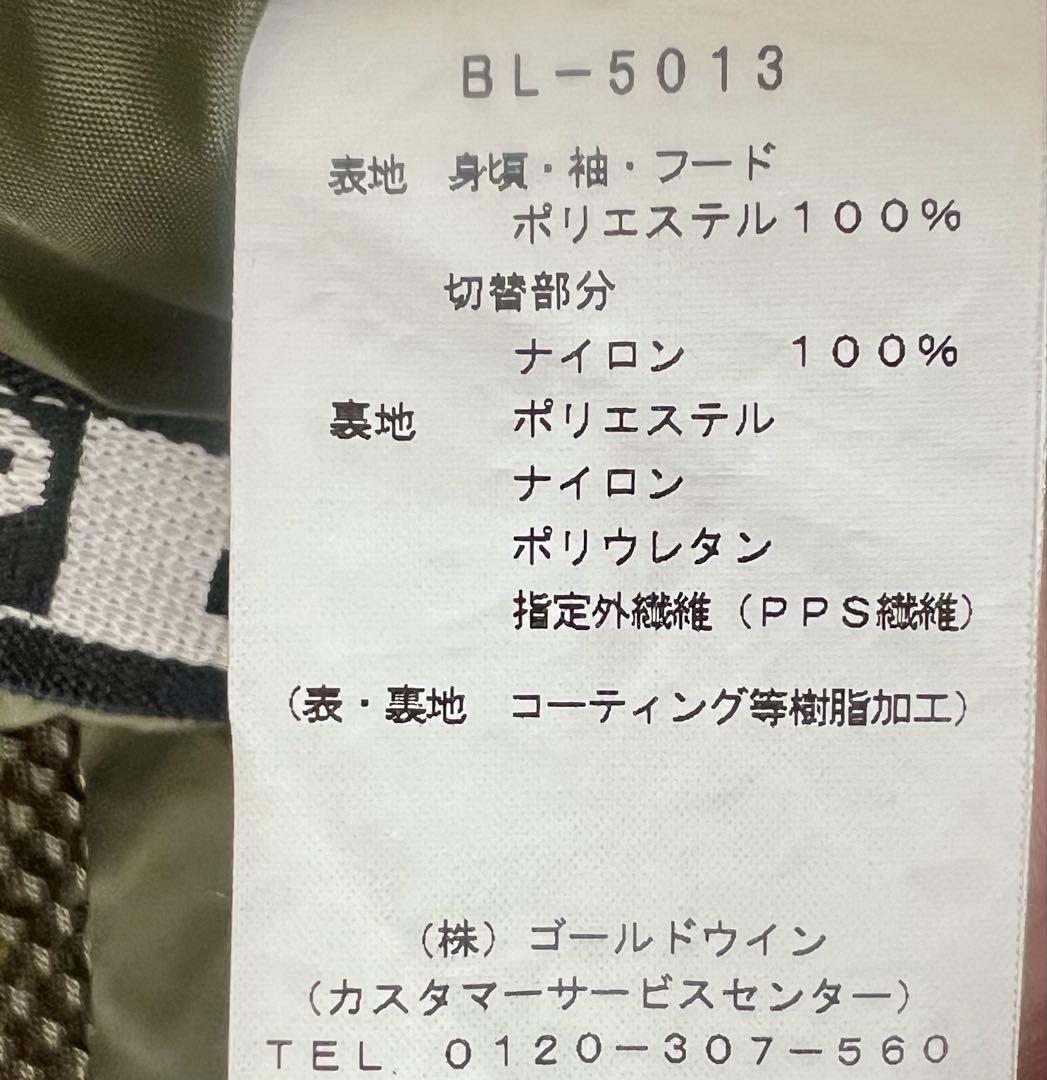 BL-5013
表地 身頃・袖・フード
ポリエステル100%
切替部分
ナイロン 100%
裏地 ポリエステル
ナイロン
ポリウレタン
指定外繊維(PPS繊維)
(表・裏地 コーティング等樹脂加工)
(株)ゴールドウイン
(カスタマーサービスセンター)
TEL. 0120-307-560